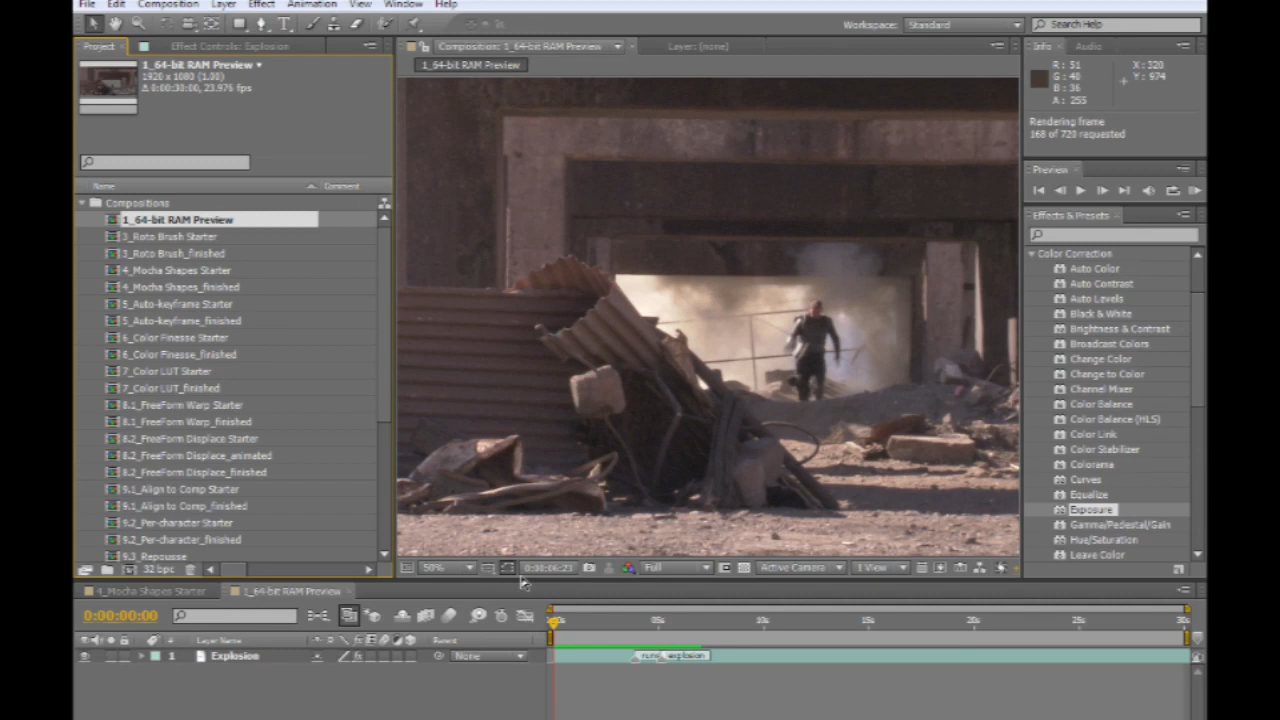 File Edit Composition Layer Effect Animation View Window Help
Workspace: Standard Search Help
Project Effect Controls: Explosion
1_64-bit RAM Preview
1920 x 1080 (1.00)
Δ 0:00:30:00, 23.976 fps
Name Comment
Compositions
1_64-bit RAM Preview
3_Roto Brush Starter
3_Roto Brush_finished
4_Mocha Shapes Starter
4_Mocha Shapes_finished
5_Auto-keyframe Starter
5_Auto-keyframe_finished
6_Color Finesse Starter
6_Color Finesse_finished
7_Color LUT Starter
7_Color LUT_finished
8.1_FreeForm Warp Starter
8.1_FreeForm Warp_finished
8.2_FreeForm Displace Starter
8.2_FreeForm Displace_animated
8.2_FreeForm Displace_finished
9.1_Align to Comp Starter
9.1_Align to Comp_finished
9.2_Per-character Starter
9.2_Per-character_finished
9.3_Repousse
32 bpc
Composition: 1_64-bit RAM Preview Layer: (none)
1_64-bit RAM Preview
50% 0:00:06:23 Full Active Camera 1 View
Info Audio
R: 51 X: 320
G: 40 Y: 974
B: 36
A: 255
Rendering frame
168 of 720 requested
Preview
Effects & Presets
Color Correction
Auto Color
Auto Contrast
Auto Levels
Black & White
Brightness & Contrast
Broadcast Colors
Change Color
Change to Color
Channel Mixer
Color Balance
Color Balance (HLS)
Color Link
Color Stabilizer
Colorama
Curves
Equalize
Exposure
Gamma/Pedestal/Gain
Hue/Saturation
Leave Color
4_Mocha Shapes Starter 1_64-bit RAM Preview
0:00:00:00
05s 10s 15s 20s 25s 30s
# Layer Name Parent
1 Explosion None
explosion